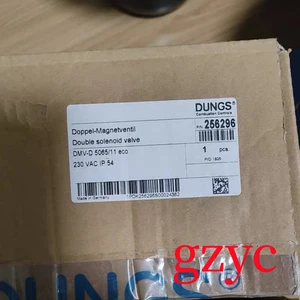 DUNGS®
Combustion Controls
Doppel-Magnetventil
Double solenoid valve
256296
DMV-D 5065/11 eco
1 pcs
230 VAC IP 54
Made in Germany
gzyc
DUNGS®